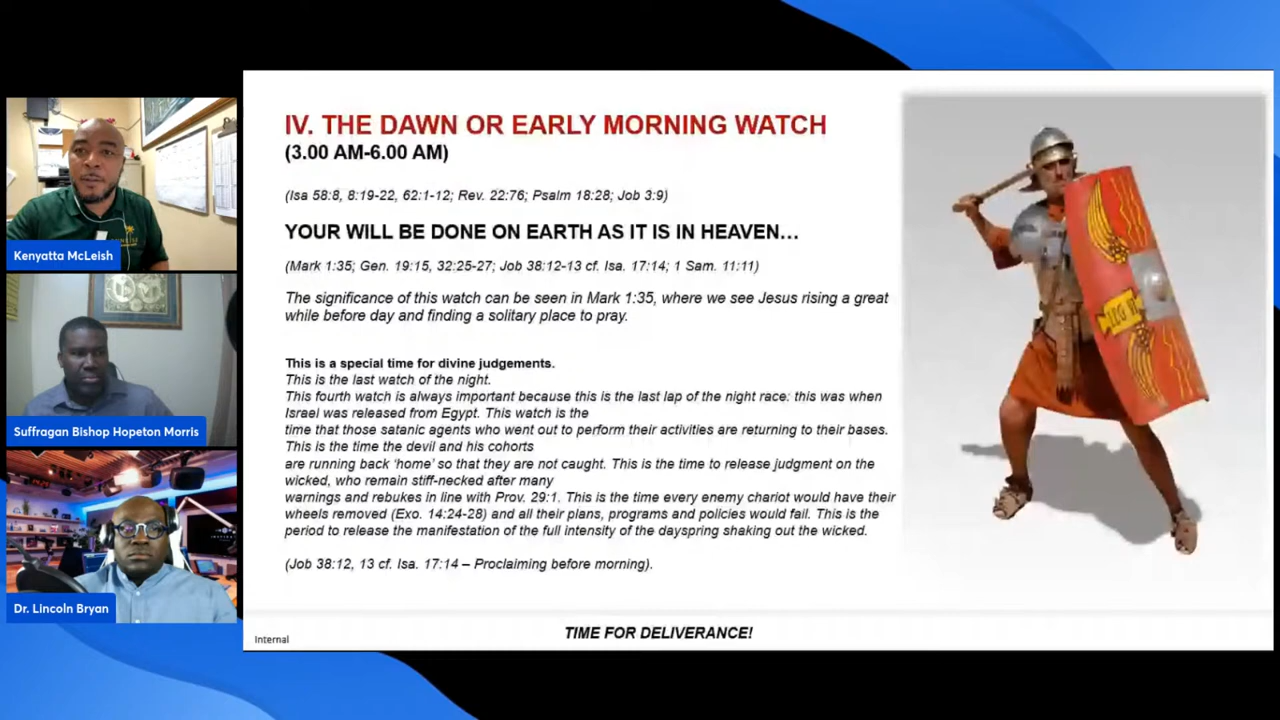 Kenyatta McLeish
Suffragan Bishop Hopeton Morris
Dr. Lincoln Bryan
IV. THE DAWN OR EARLY MORNING WATCH
(3.00 AM-6.00 AM)
(Isa 58:8, 8:19-22, 62:1-12; Rev. 22:76; Psalm 18:28; Job 3:9)
YOUR WILL BE DONE ON EARTH AS IT IS IN HEAVEN…
(Mark 1:35; Gen. 19:15, 32:25-27; Job 38:12-13 cf. Isa. 17:14; 1 Sam. 11:11)
The significance of this watch can be seen in Mark 1:35, where we see Jesus rising a great
while before day and finding a solitary place to pray.
This is a special time for divine judgements.
This is the last watch of the night.
This fourth watch is always important because this is the last lap of the night race: this was when
Israel was released from Egypt. This watch is the
time that those satanic agents who went out to perform their activities are returning to their bases.
This is the time the devil and his cohorts
are running back ‘home’ so that they are not caught. This is the time to release judgment on the
wicked, who remain stiff-necked after many
warnings and rebukes in line with Prov. 29:1. This is the time every enemy chariot would have their
wheels removed (Exo. 14:24-28) and all their plans, programs and policies would fail. This is the
period to release the manifestation of the full intensity of the dayspring shaking out the wicked.
(Job 38:12, 13 cf. Isa. 17:14 – Proclaiming before morning).
TIME FOR DELIVERANCE!
Internal